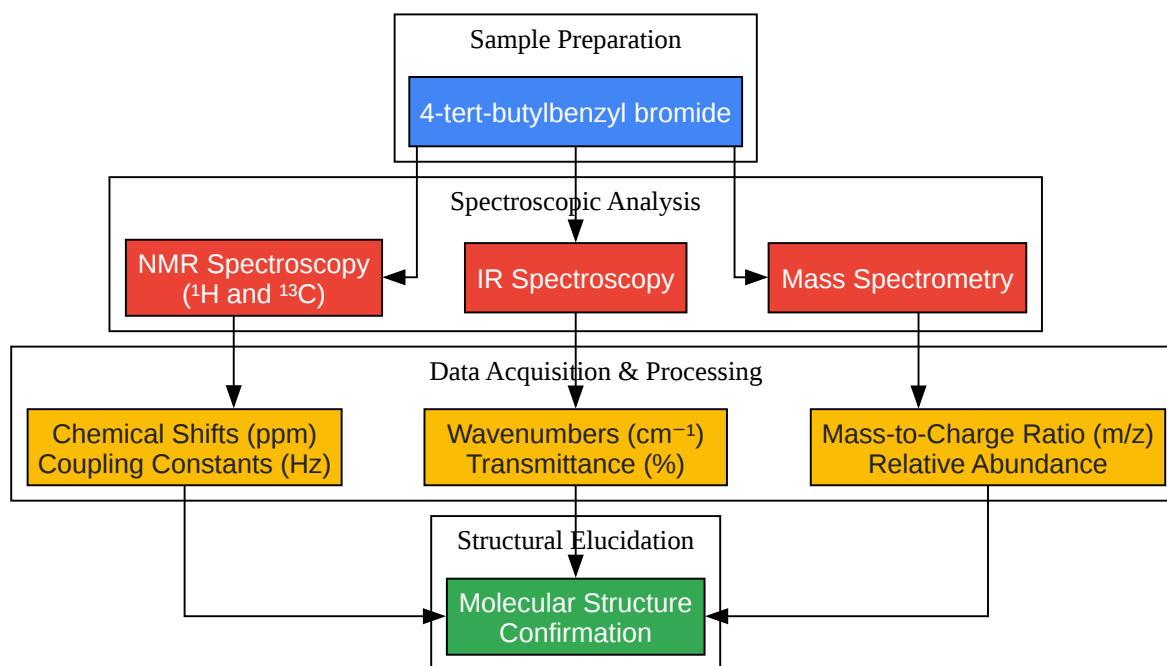 Sample Preparation
4-tert-butylbenzyl bromide
Spectroscopic Analysis
NMR Spectroscopy
(¹H and ¹³C)
IR Spectroscopy
Mass Spectrometry
Data Acquisition & Processing
Chemical Shifts (ppm)
Coupling Constants (Hz)
Wavenumbers (cm⁻¹)
Transmittance (%)
Mass-to-Charge Ratio (m/z)
Relative Abundance
Structural Elucidation
Molecular Structure
Confirmation